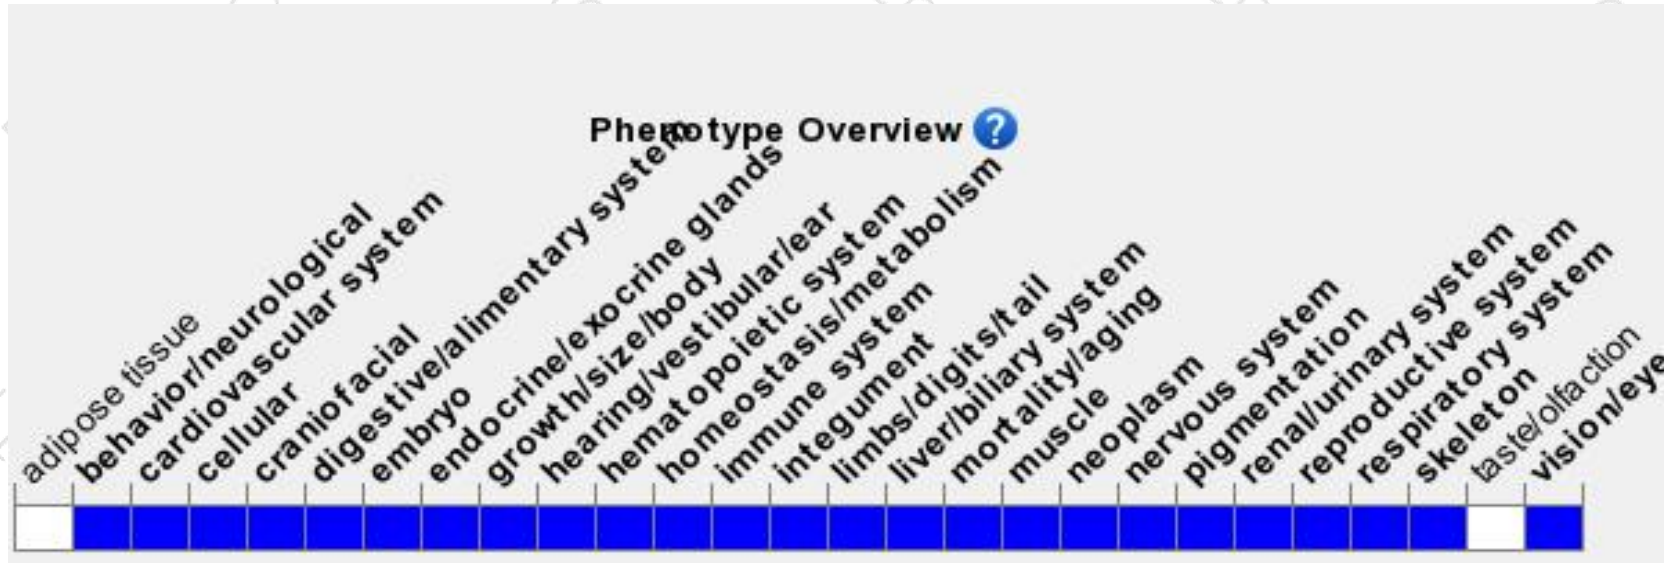 Phenotype Overview ?
adipose tissue
behavior/neurological
cardiovascular system
cellular
craniofacial
digestive/alimentary system
embryo
endocrine/exocrine glands
growth/size/body
hearing/vestibular/ear
hematopoietic system
homeostasis/metabolism
immune system
integument
limbs/digits/tail
liver/biliary system
mortality/aging
muscle
neoplasm
nervous system
pigmentation
renal/urinary system
reproductive system
respiratory system
skeleton
taste/olfaction
vision/eye